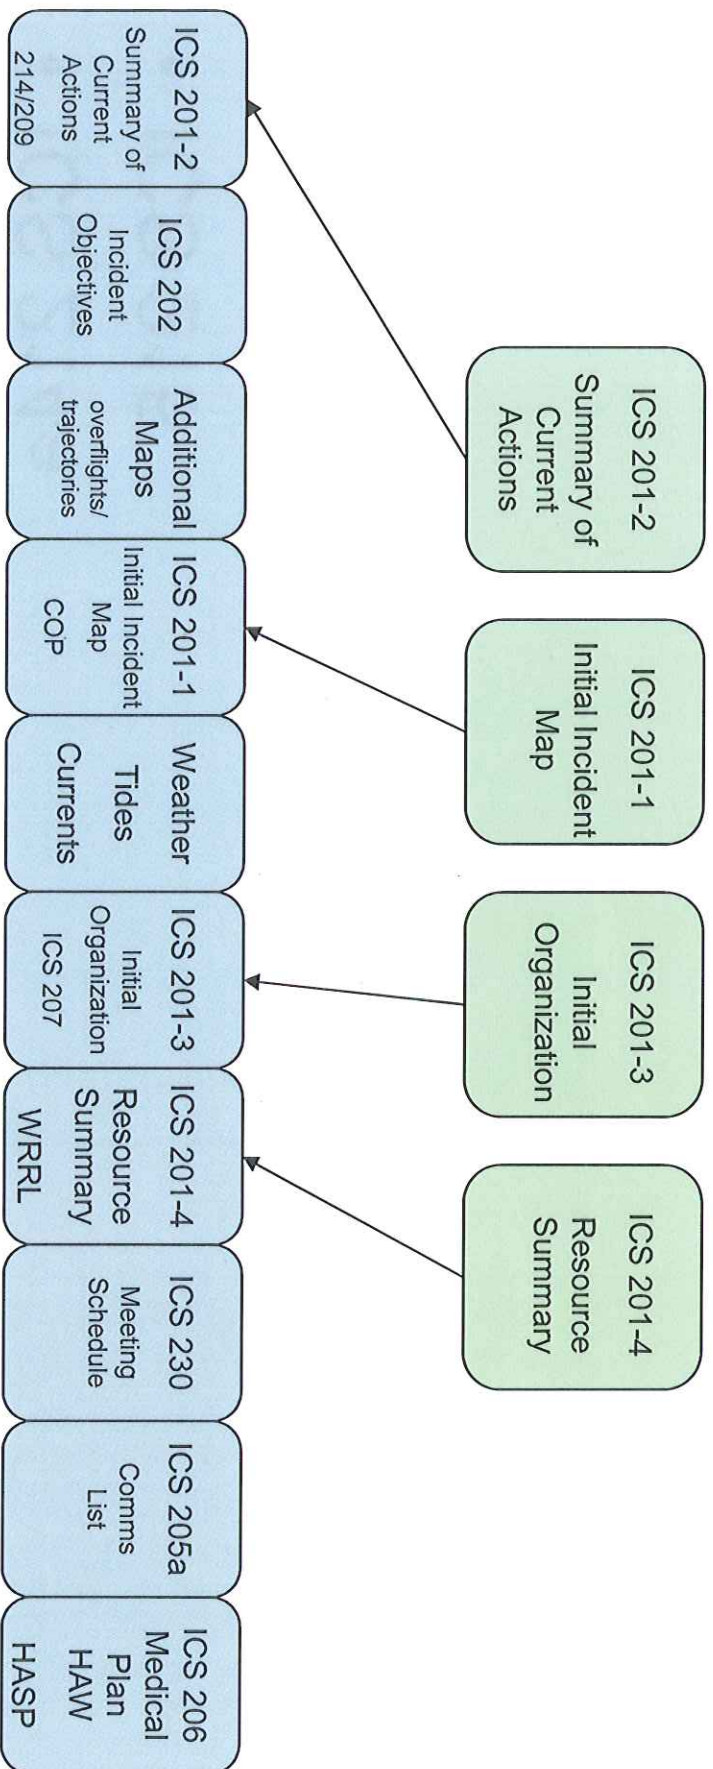 ICS 201-2
Summary of
Current
Actions
ICS 201-1
Initial Incident
Map
ICS 201-3
Initial
Organization
ICS 201-4
Resource
Summary
ICS 201-2
Summary of
Current
Actions
214/209
ICS 202
Incident
Objectives
Additional
Maps
overflights/
trajectories
ICS 201-1
Initial Incident
Map
COP
Weather
Tides
Currents
ICS 201-3
Initial
Organization
ICS 207
ICS 201-4
Resource
Summary
WRRL
ICS 230
Meeting
Schedule
ICS 205a
Comms
List
ICS 206
Medical
Plan
HAW
HASP